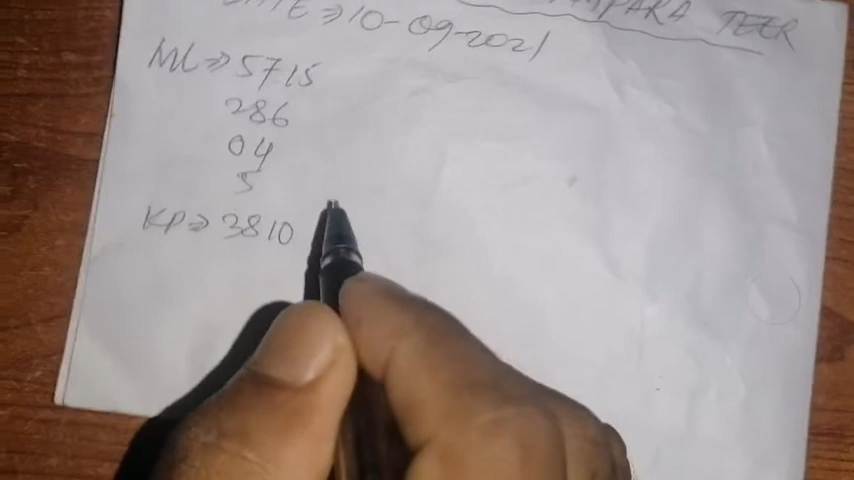 TEER
DATE ⇒ 10-09-2021
ML ⇒ 5715
286
04
5
KP ⇒ 3810